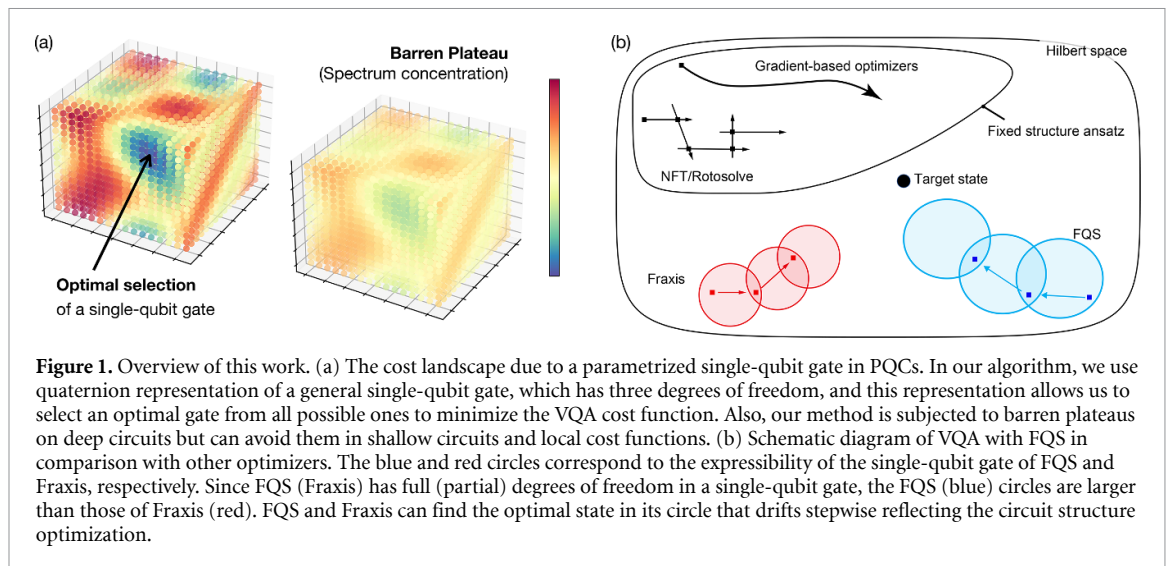 (a)
Barren Plateau
(Spectrum concentration)
Optimal selection
of a single-qubit gate
(b)
Hilbert space
Gradient-based optimizers
Fixed structure ansatz
NFT/Rotosolve
Target state
FQS
Fraxis
Figure 1. Overview of this work. (a) The cost landscape due to a parametrized single-qubit gate in PQCs. In our algorithm, we use
quaternion representation of a general single-qubit gate, which has three degrees of freedom, and this representation allows us to
select an optimal gate from all possible ones to minimize the VQA cost function. Also, our method is subjected to barren plateaus
on deep circuits but can avoid them in shallow circuits and local cost functions. (b) Schematic diagram of VQA with FQS in
comparison with other optimizers. The blue and red circles correspond to the expressibility of the single-qubit gate of FQS and
Fraxis, respectively. Since FQS (Fraxis) has full (partial) degrees of freedom in a single-qubit gate, the FQS (blue) circles are larger
than those of Fraxis (red). FQS and Fraxis can find the optimal state in its circle that drifts stepwise reflecting the circuit structure
optimization.